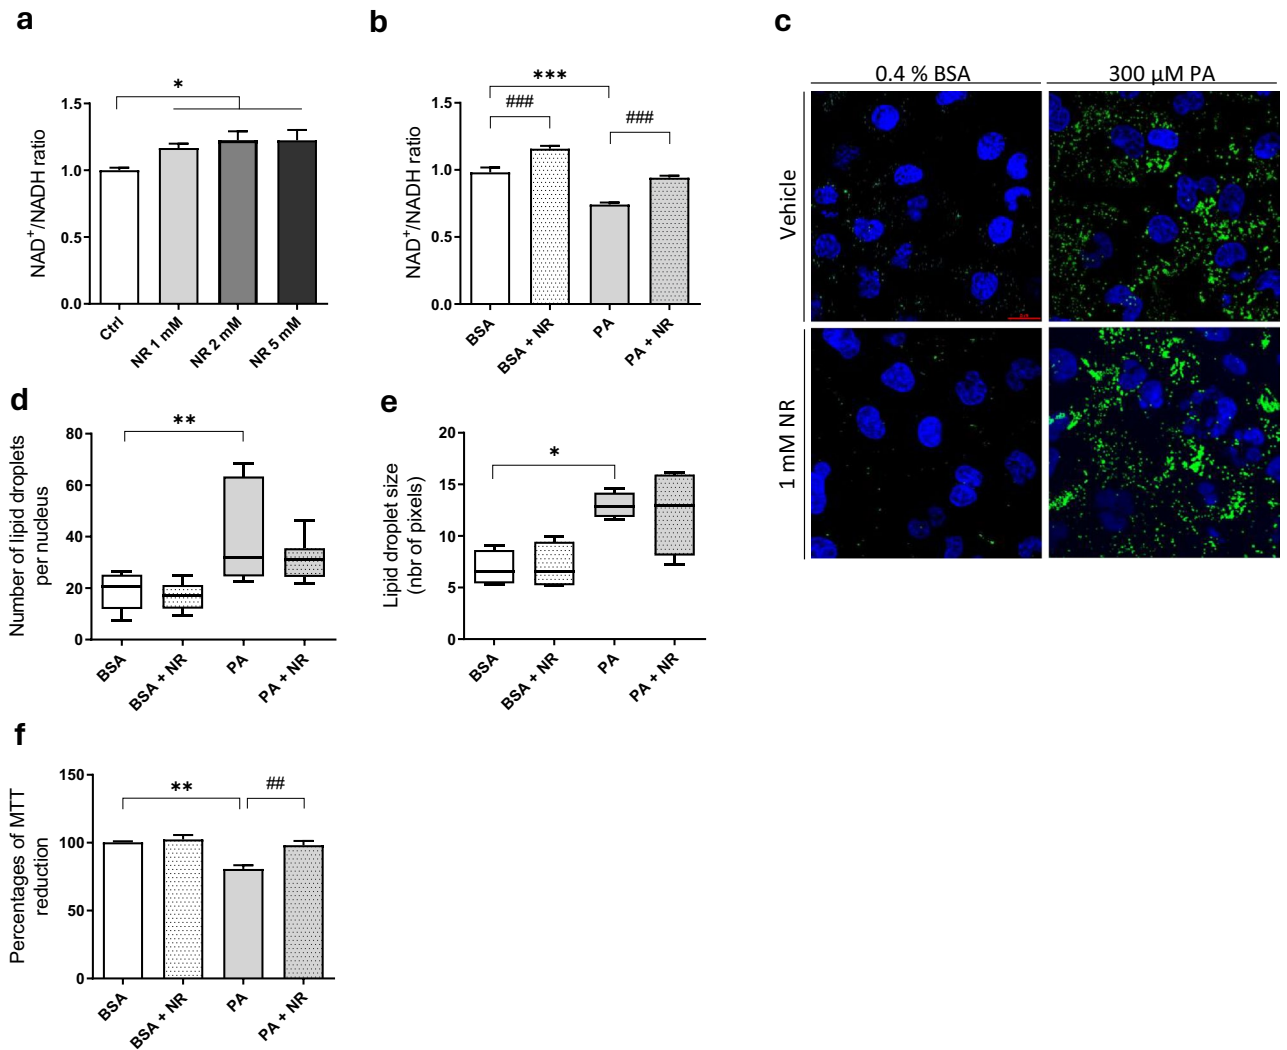 a
*
NAD⁺/NADH ratio
1.5
1.0
0.5
0.0
Ctrl
NR 1 mM
NR 2 mM
NR 5 mM
b
***
###
###
NAD⁺/NADH ratio
1.5
1.0
0.5
0.0
BSA
BSA + NR
PA
PA + NR
c
0.4 % BSA
300 µM PA
Vehicle
1 mM NR
d
**
Number of lipid droplets
per nucleus
80
60
40
20
0
BSA
BSA + NR
PA
PA + NR
e
*
Lipid droplet size
(nbr of pixels)
20
15
10
5
0
BSA
BSA + NR
PA
PA + NR
f
**
##
Percentages of MTT
reduction
150
100
50
0
BSA
BSA + NR
PA
PA + NR